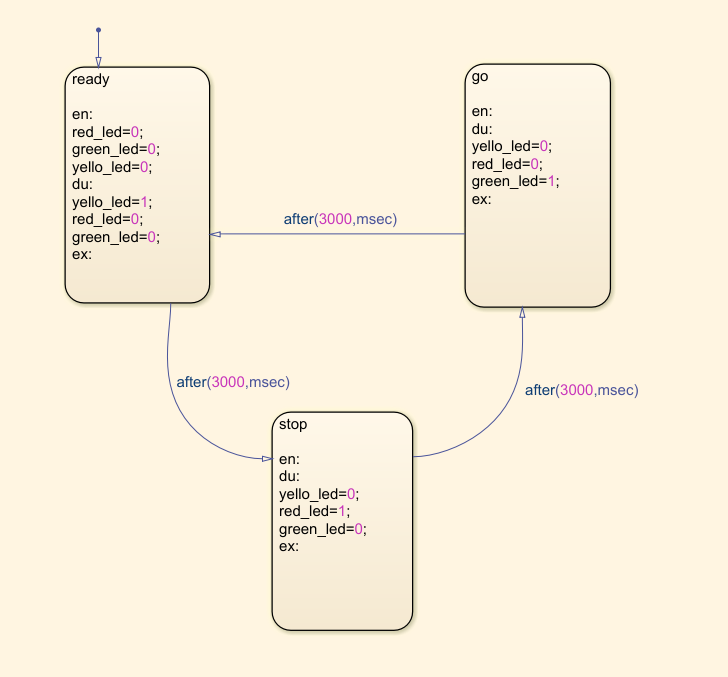 ready
en:
red_led=0;
green_led=0;
yello_led=0;
du:
yello_led=1;
red_led=0;
green_led=0;
ex:
after(3000,msec)
go
en:
du:
yello_led=0;
red_led=0;
green_led=1;
ex:
after(3000,msec)
after(3000,msec)
stop
en:
du:
yello_led=0;
red_led=1;
green_led=0;
ex: